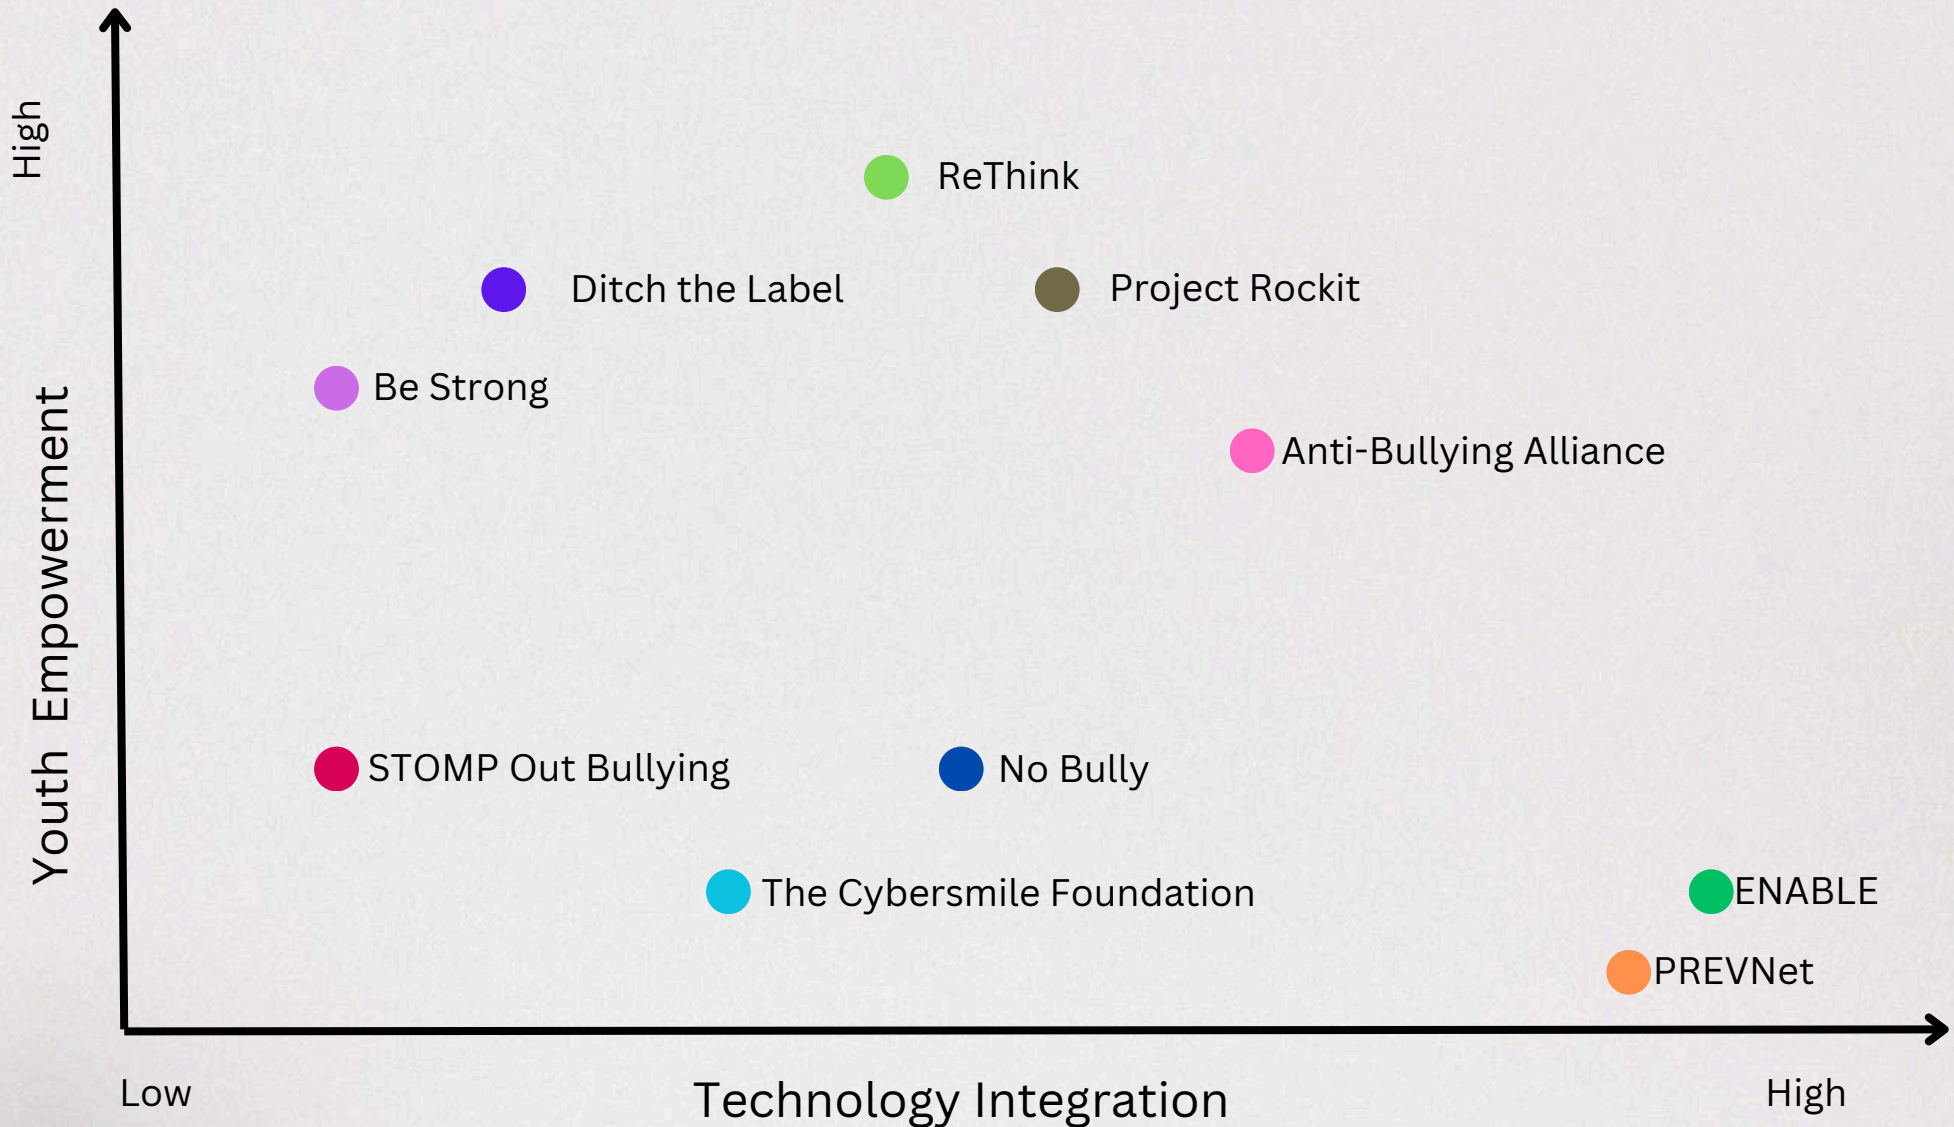 High
ReThink
Ditch the Label
Project Rockit
Be Strong
Anti-Bullying Alliance
Youth Empowerment
STOMP Out Bullying
No Bully
The Cybersmile Foundation
ENABLE
PREVNet
Low
Technology Integration
High